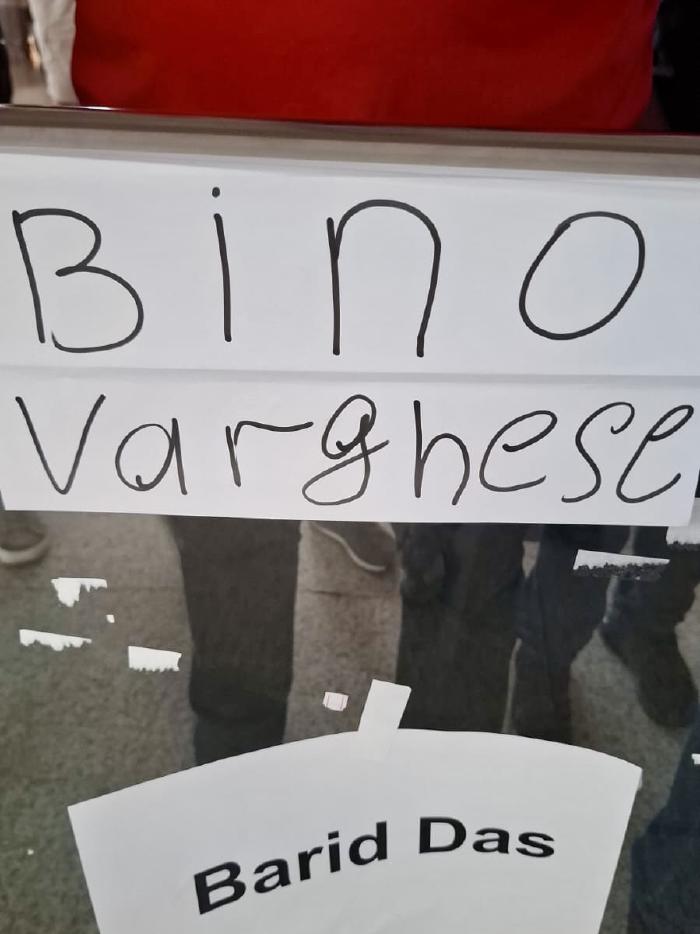 Bino
Varghese
Barid Das